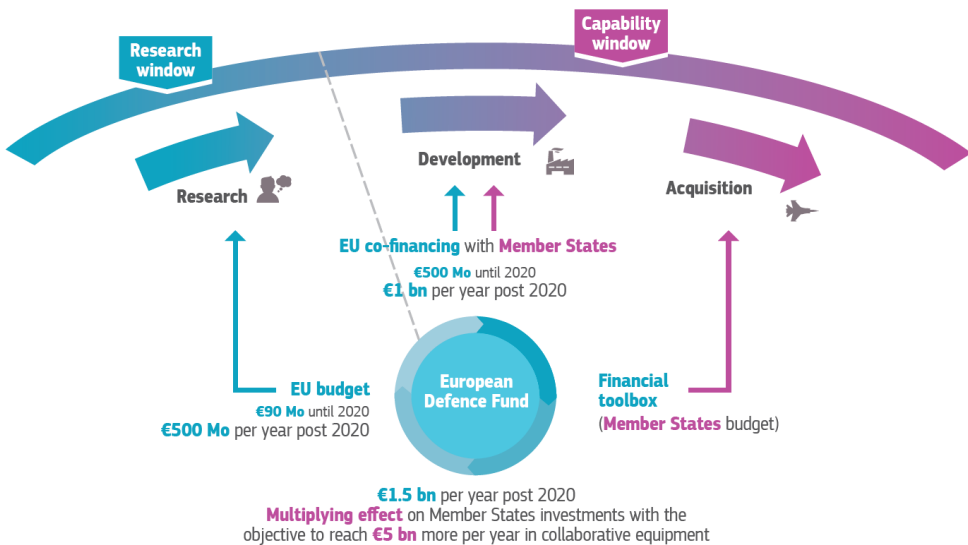 Research
window
Capability
window
Research
Development
Acquisition
EU co-financing with Member States
€500 Mo until 2020
€1 bn per year post 2020
EU budget
€90 Mo until 2020
€500 Mo per year post 2020
European
Defence Fund
Financial
toolbox
(Member States budget)
€1.5 bn per year post 2020
Multiplying effect on Member States investments with the
objective to reach €5 bn more per year in collaborative equipment